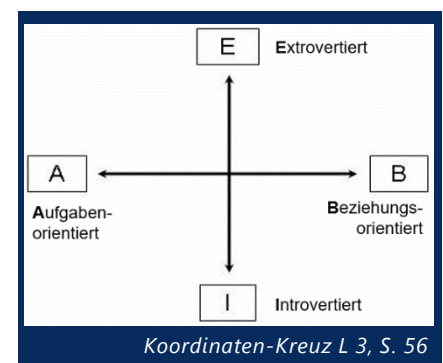 E Extrovertiert
A
B
Aufgaben-
orientiert
Beziehungs-
orientiert
I Introvertiert
Koordinaten-Kreuz L 3, S. 56